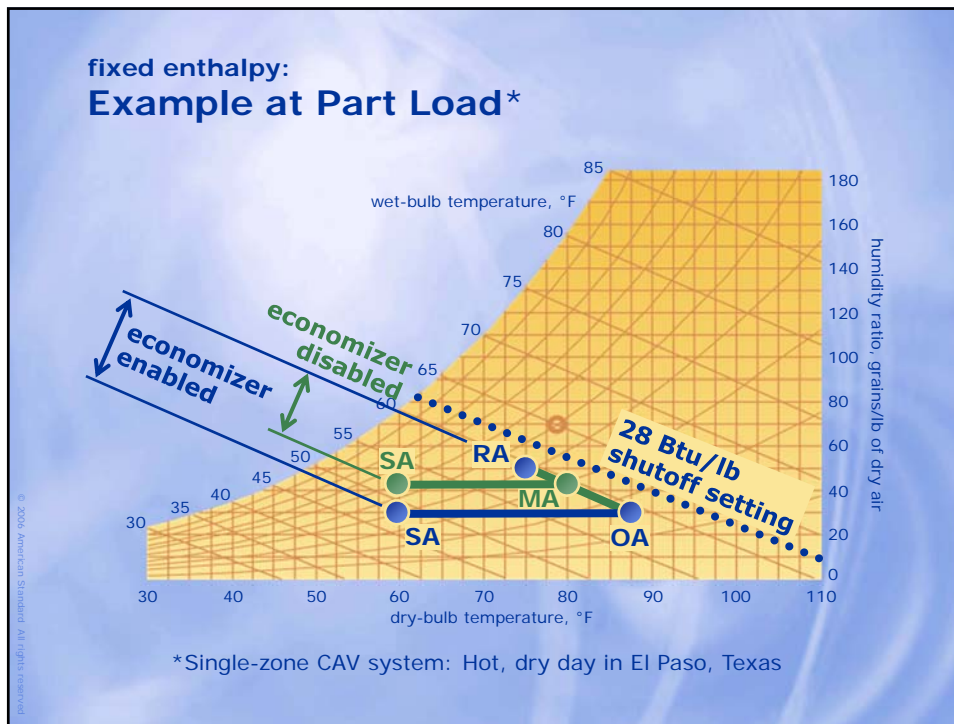 fixed enthalpy:
Example at Part Load*
wet-bulb temperature, °F
85
80
75
70
65
60
55
50
45
40
35
30
180
160
140
120
100
80
60
40
20
0
humidity ratio, grains/lb of dry air
economizer
enabled
economizer
disabled
SA
RA
MA
SA
OA
28 Btu/lb
shutoff setting
30 40 50 60 70 80 90 100 110
dry-bulb temperature, °F
*Single-zone CAV system: Hot, dry day in El Paso, Texas
© 2006 American Standard All rights reserved